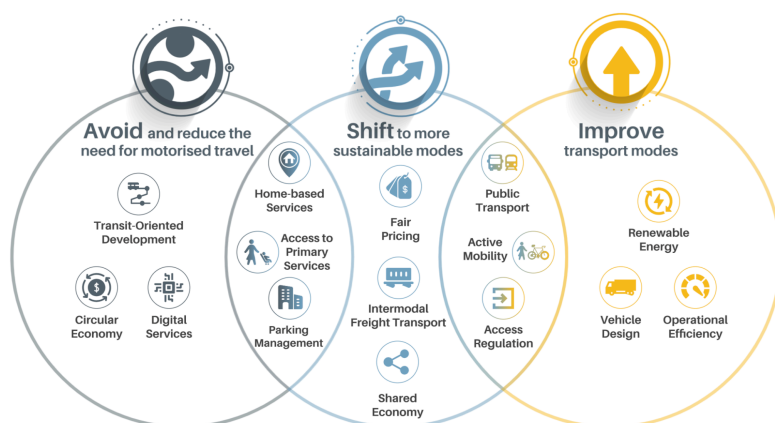 Avoid and reduce the
need for motorised travel
Transit-Oriented
Development
$
Circular
Economy
Digital
Services
Home-based
Services
Access to
Primary
Services
Parking
Management
Shift to more
sustainable modes
$
Fair
Pricing
Intermodal
Freight Transport
Shared
Economy
Public
Transport
Active
Mobility
Access
Regulation
Improve
transport modes
Renewable
Energy
Vehicle
Design
Operational
Efficiency